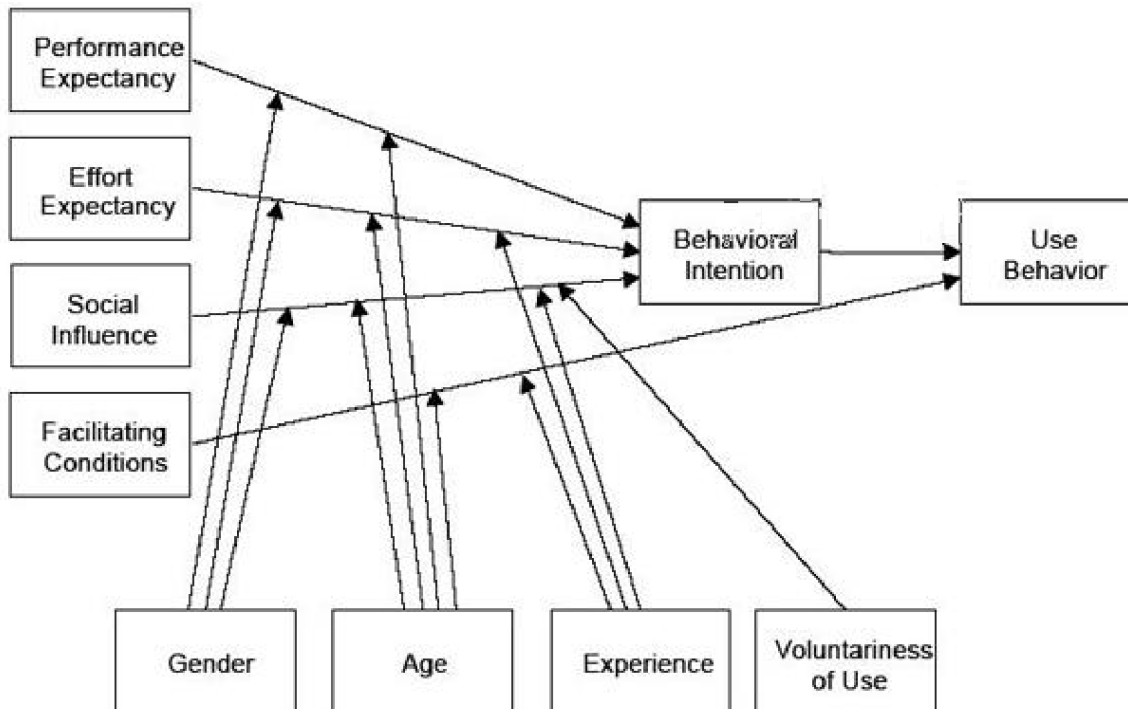 Performance
Expectancy
Effort
Expectancy
Social
Influence
Facilitating
Conditions
Behavioral
Intention
Use
Behavior
Gender
Age
Experience
Voluntariness
of Use